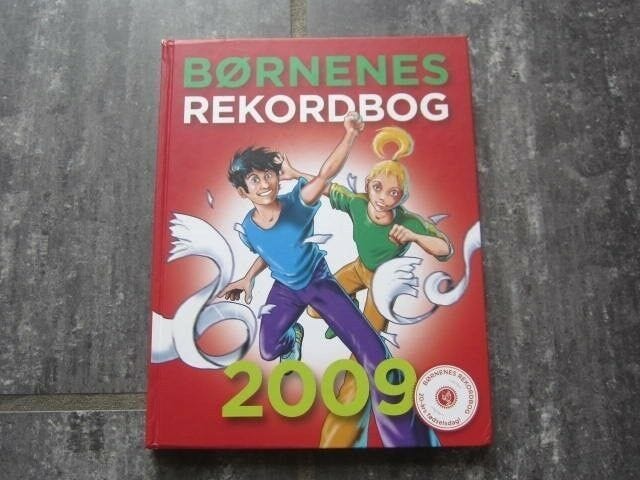 BØRNENES
REKORDBOG
2009
BØRNENES REKORDBOG
20-års fødselsdag!